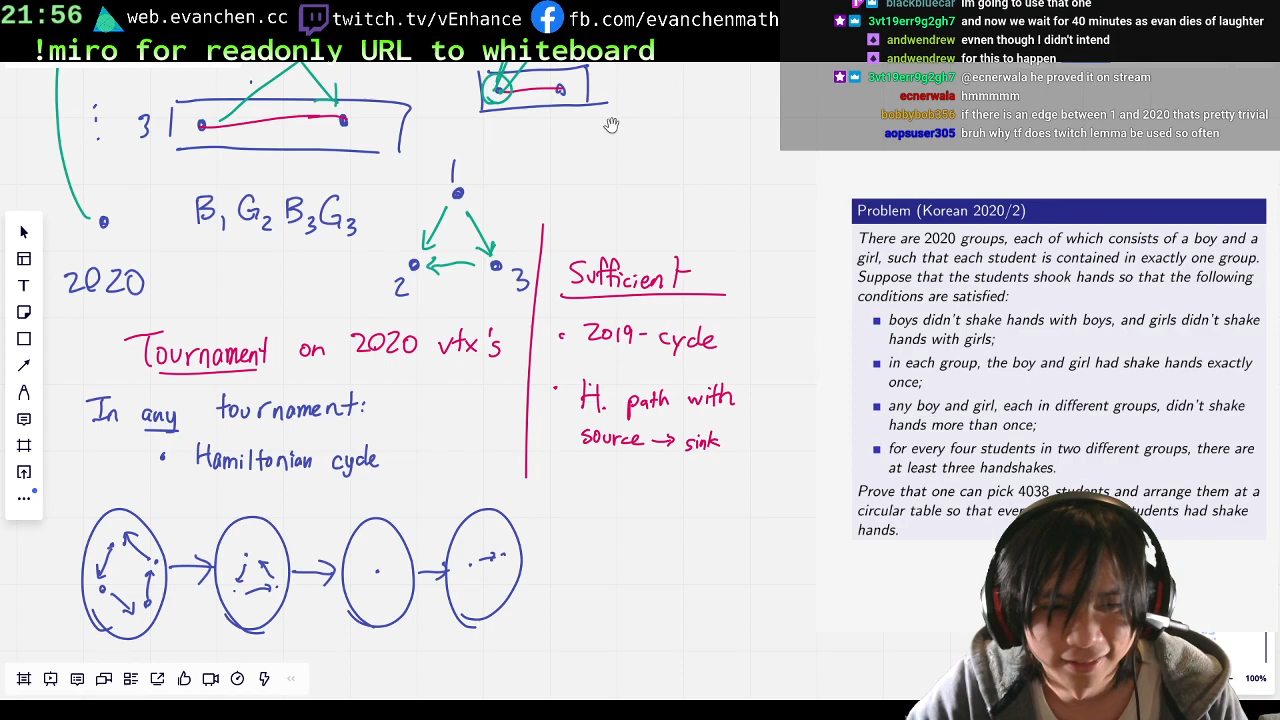 21:56 web.evanchen.cc twitch.tv/vEnhance fb.com/evanchenmath
!miro for readonly URL to whiteboard
blackbluecar im going to use that one
3vt19err9g2gh7 and now we wait for 40 minutes as evan dies of laughter
andwendrew evnen though I didn't intend
andwendrew for this to happen
3vt19err9g2gh7 @ecnerwala he proved it on stream
ecnerwala hmmmmm
bobbybob356 if there is an edge between 1 and 2020 thats pretty trivial
aopsuser305 bruh why tf does twitch lemma be used so often
3
B₁ G₂ B₃ G₃
2020
1
2
3
Tournament on 2020 vtx's
In any tournament:
• Hamiltonian cycle
Sufficient
• 2019-cycle
• H. path with
source → sink
Problem (Korean 2020/2)
There are 2020 groups, each of which consists of a boy and a
girl, such that each student is contained in exactly one group.
Suppose that the students shook hands so that the following
conditions are satisfied:
boys didn't shake hands with boys, and girls didn't shake
hands with girls;
in each group, the boy and girl had shake hands exactly
once;
any boy and girl, each in different groups, didn't shake
hands more than once;
for every four students in two different groups, there are
at least three handshakes.
Prove that one can pick 4038 students and arrange them at a
circular table so that every students had shake
hands.
T
100%